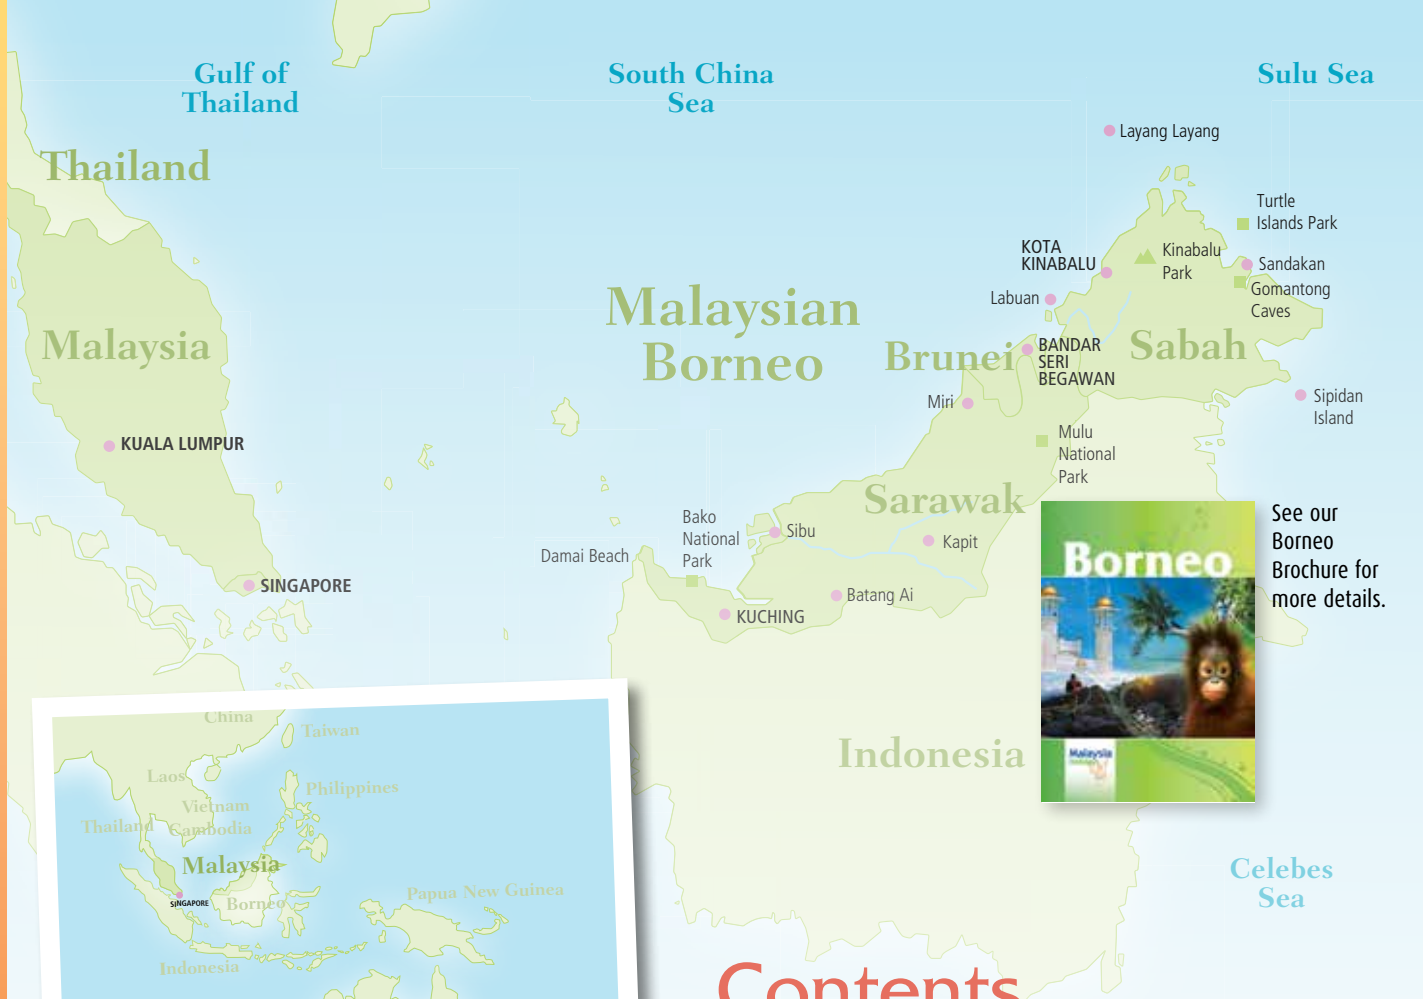 Gulf of
Thailand
South China
Sea
Sulu Sea
Layang Layang
Thailand
Turtle
Islands Park
KOTA
KINABALU
Kinabalu
Park
Sandakan
Gomantong
Caves
Labuan
Malaysian
Borneo
Malaysia
Brunei
BANDAR
SERI
BEGAWAN
Sabah
Miri
Sipidan
Island
KUALA LUMPUR
Mulu
National
Park
Sarawak
Bako
National
Park
Sibu
Kapit
Damai Beach
SINGAPORE
Batang Ai
KUCHING
Borneo
Malaysia
See our
Borneo
Brochure for
more details.
Indonesia
China
Taiwan
Laos
Philippines
Vietnam
Thailand
Cambodia
Malaysia
SINGAPORE
Borneo
Papua New Guinea
Indonesia
Celebes
Sea
Contents